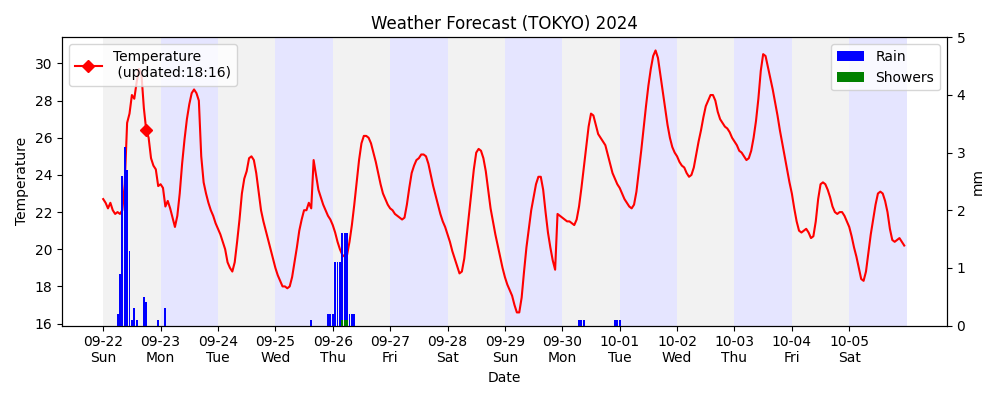 Weather Forecast (TOKYO) 2024
Temperature
(updated:18:16)
Rain
Showers
Temperature
30
28
26
24
22
20
18
16
5
4
3
2
1
0
mm
09-22 09-23 09-24 09-25 09-26 09-27 09-28 09-29 09-30 10-01 10-02 10-03 10-04 10-05
Sun Mon Tue Wed Thu Fri Sat Sun Mon Tue Wed Thu Fri Sat
Date